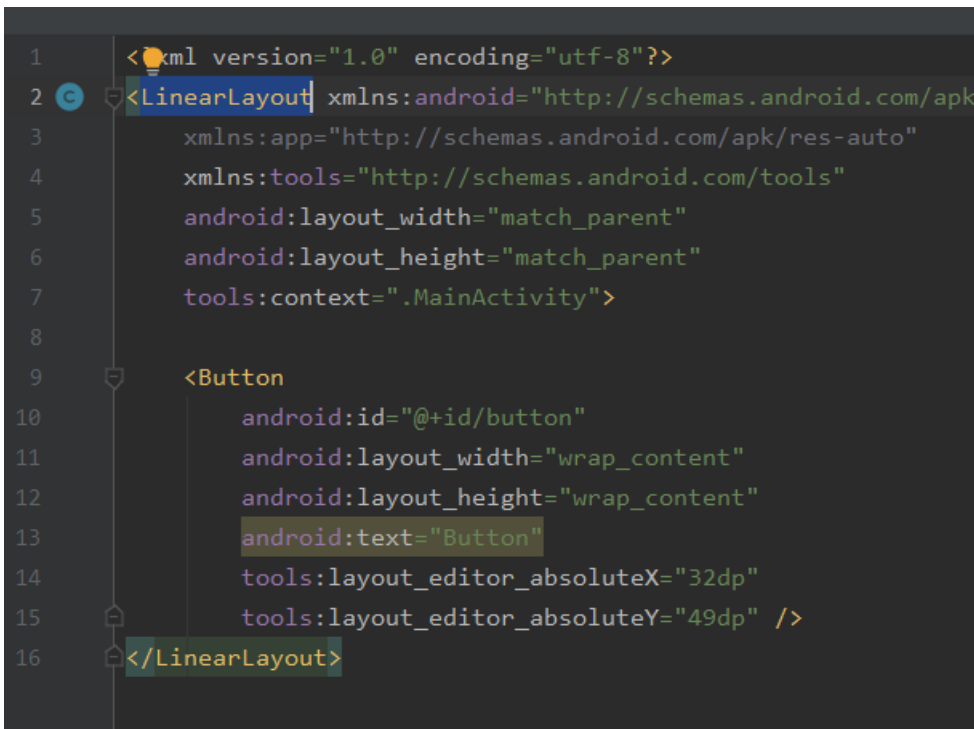 1 <?xml version="1.0" encoding="utf-8"?>
2 <LinearLayout xmlns:android="http://schemas.android.com/apk
3 xmlns:app="http://schemas.android.com/apk/res-auto"
4 xmlns:tools="http://schemas.android.com/tools"
5 android:layout_width="match_parent"
6 android:layout_height="match_parent"
7 tools:context=".MainActivity">
8
9 <Button
10 android:id="@+id/button"
11 android:layout_width="wrap_content"
12 android:layout_height="wrap_content"
13 android:text="Button"
14 tools:layout_editor_absoluteX="32dp"
15 tools:layout_editor_absoluteY="49dp" />
16 </LinearLayout>